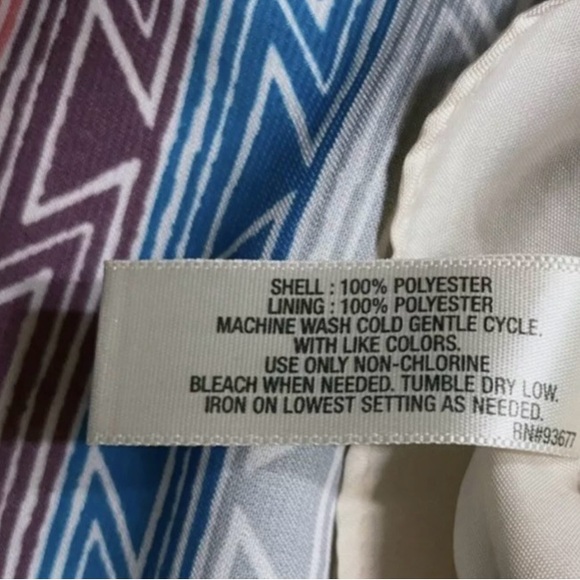 SHELL : 100% POLYESTER
LINING : 100% POLYESTER
MACHINE WASH COLD GENTLE CYCLE.
WITH LIKE COLORS.
USE ONLY NON-CHLORINE
BLEACH WHEN NEEDED. TUMBLE DRY LOW.
IRON ON LOWEST SETTING AS NEEDED.
RN#93677